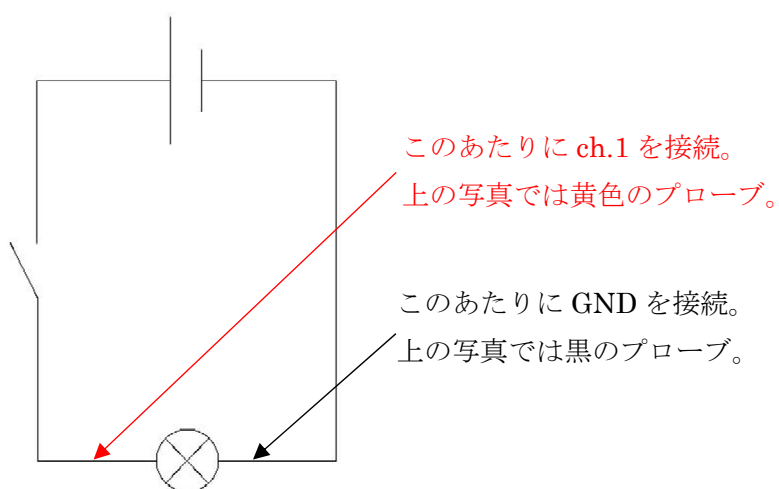 このあたりに ch.1 を接続。
上の写真では黄色のプローブ。
このあたりに GND を接続。
上の写真では黒のプローブ。